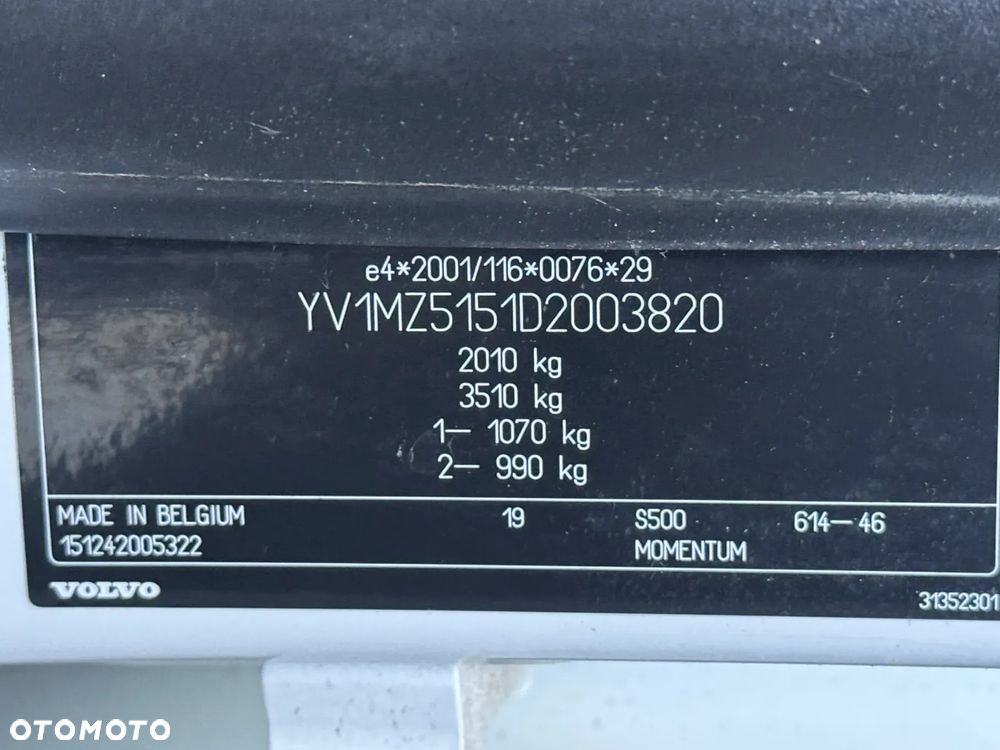 e4*2001/116*0076*29
YV1MZ5151D2003820
2010 kg
3510 kg
1— 1070 kg
2— 990 kg
MADE IN BELGIUM 19 S500 614—46
151242005322 MOMENTUM
VOLVO 31352301
OTOMOTO